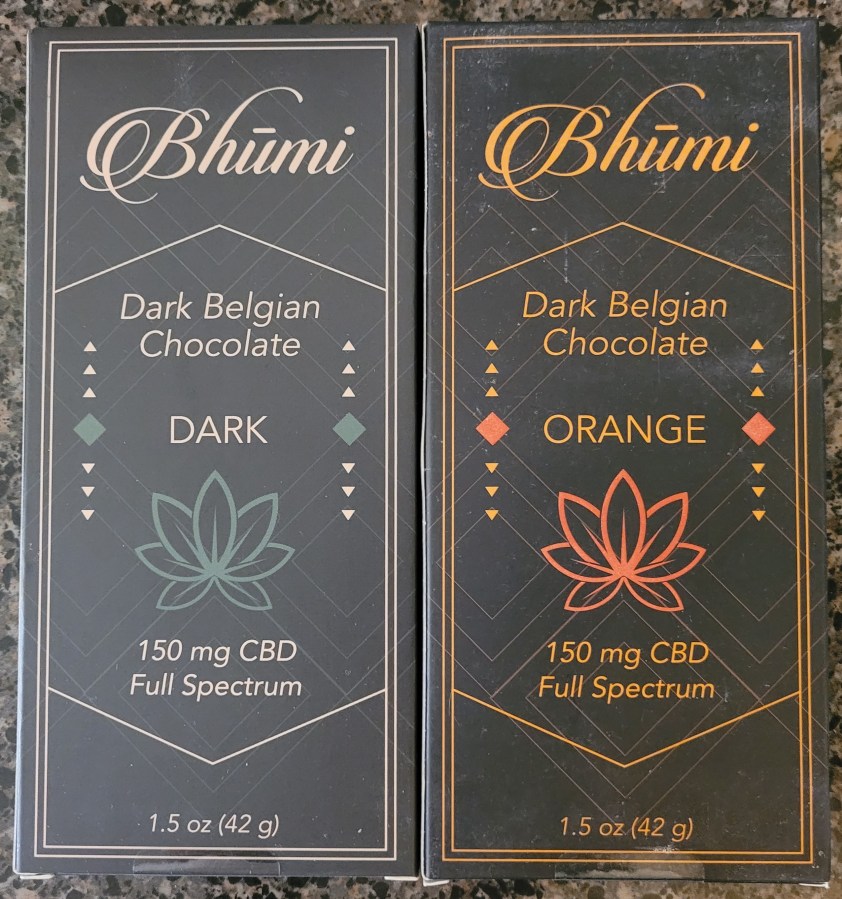 Bhūmi
Dark Belgian
Chocolate
DARK
150 mg CBD
Full Spectrum
1.5 oz (42 g)
Bhūmi
Dark Belgian
Chocolate
ORANGE
150 mg CBD
Full Spectrum
1.5 oz (42 g)